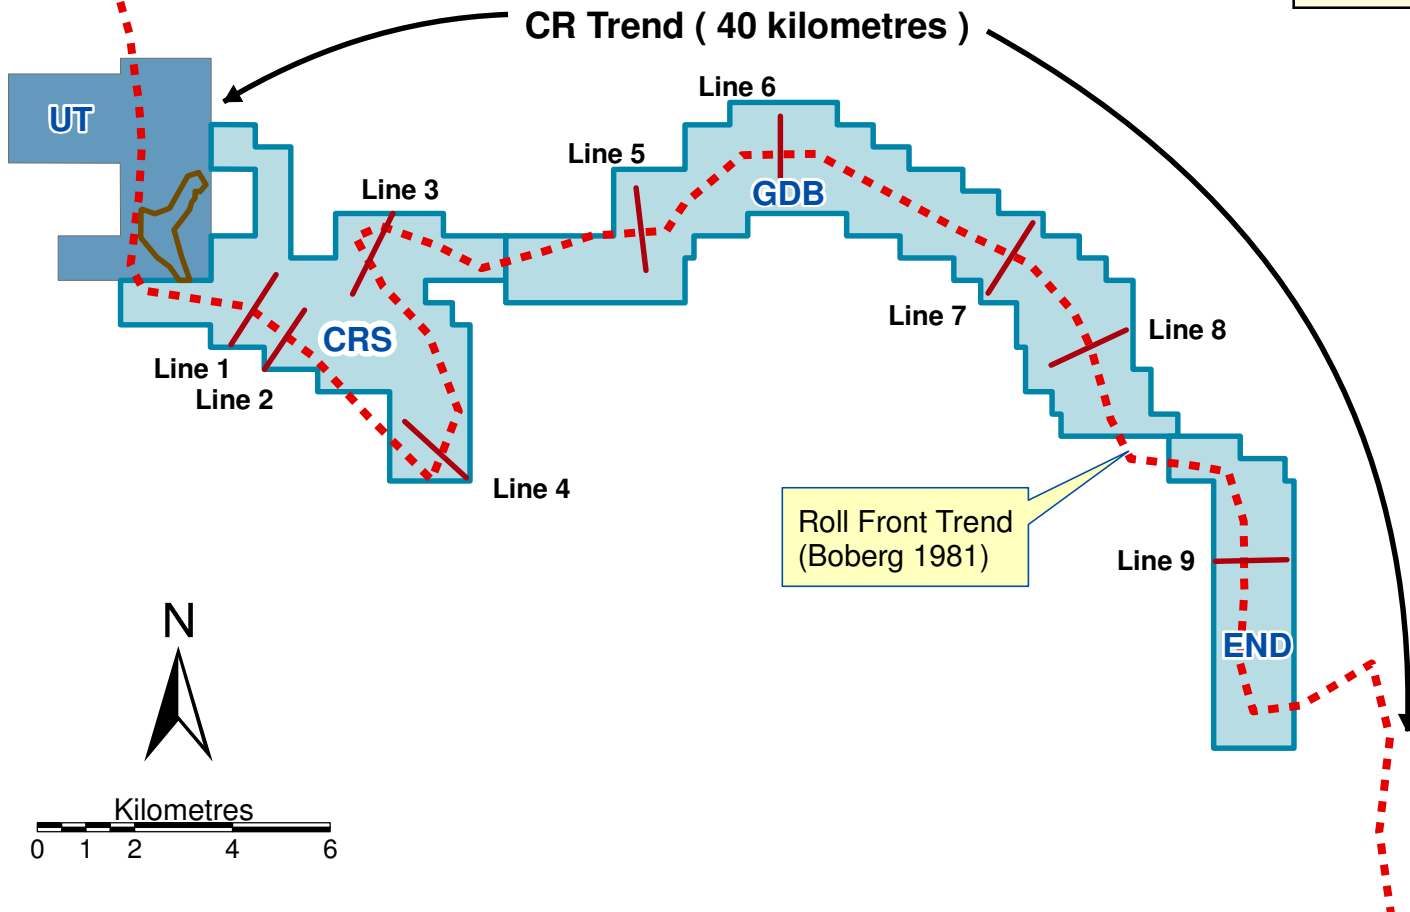 CR Trend ( 40 kilometres )
UT
Line 6
Line 5
Line 3
GDB
Line 7
Line 8
CRS
Line 1
Line 2
Line 4
Roll Front Trend
(Boberg 1981)
Line 9
END
N
Kilometres
0 1 2 4 6